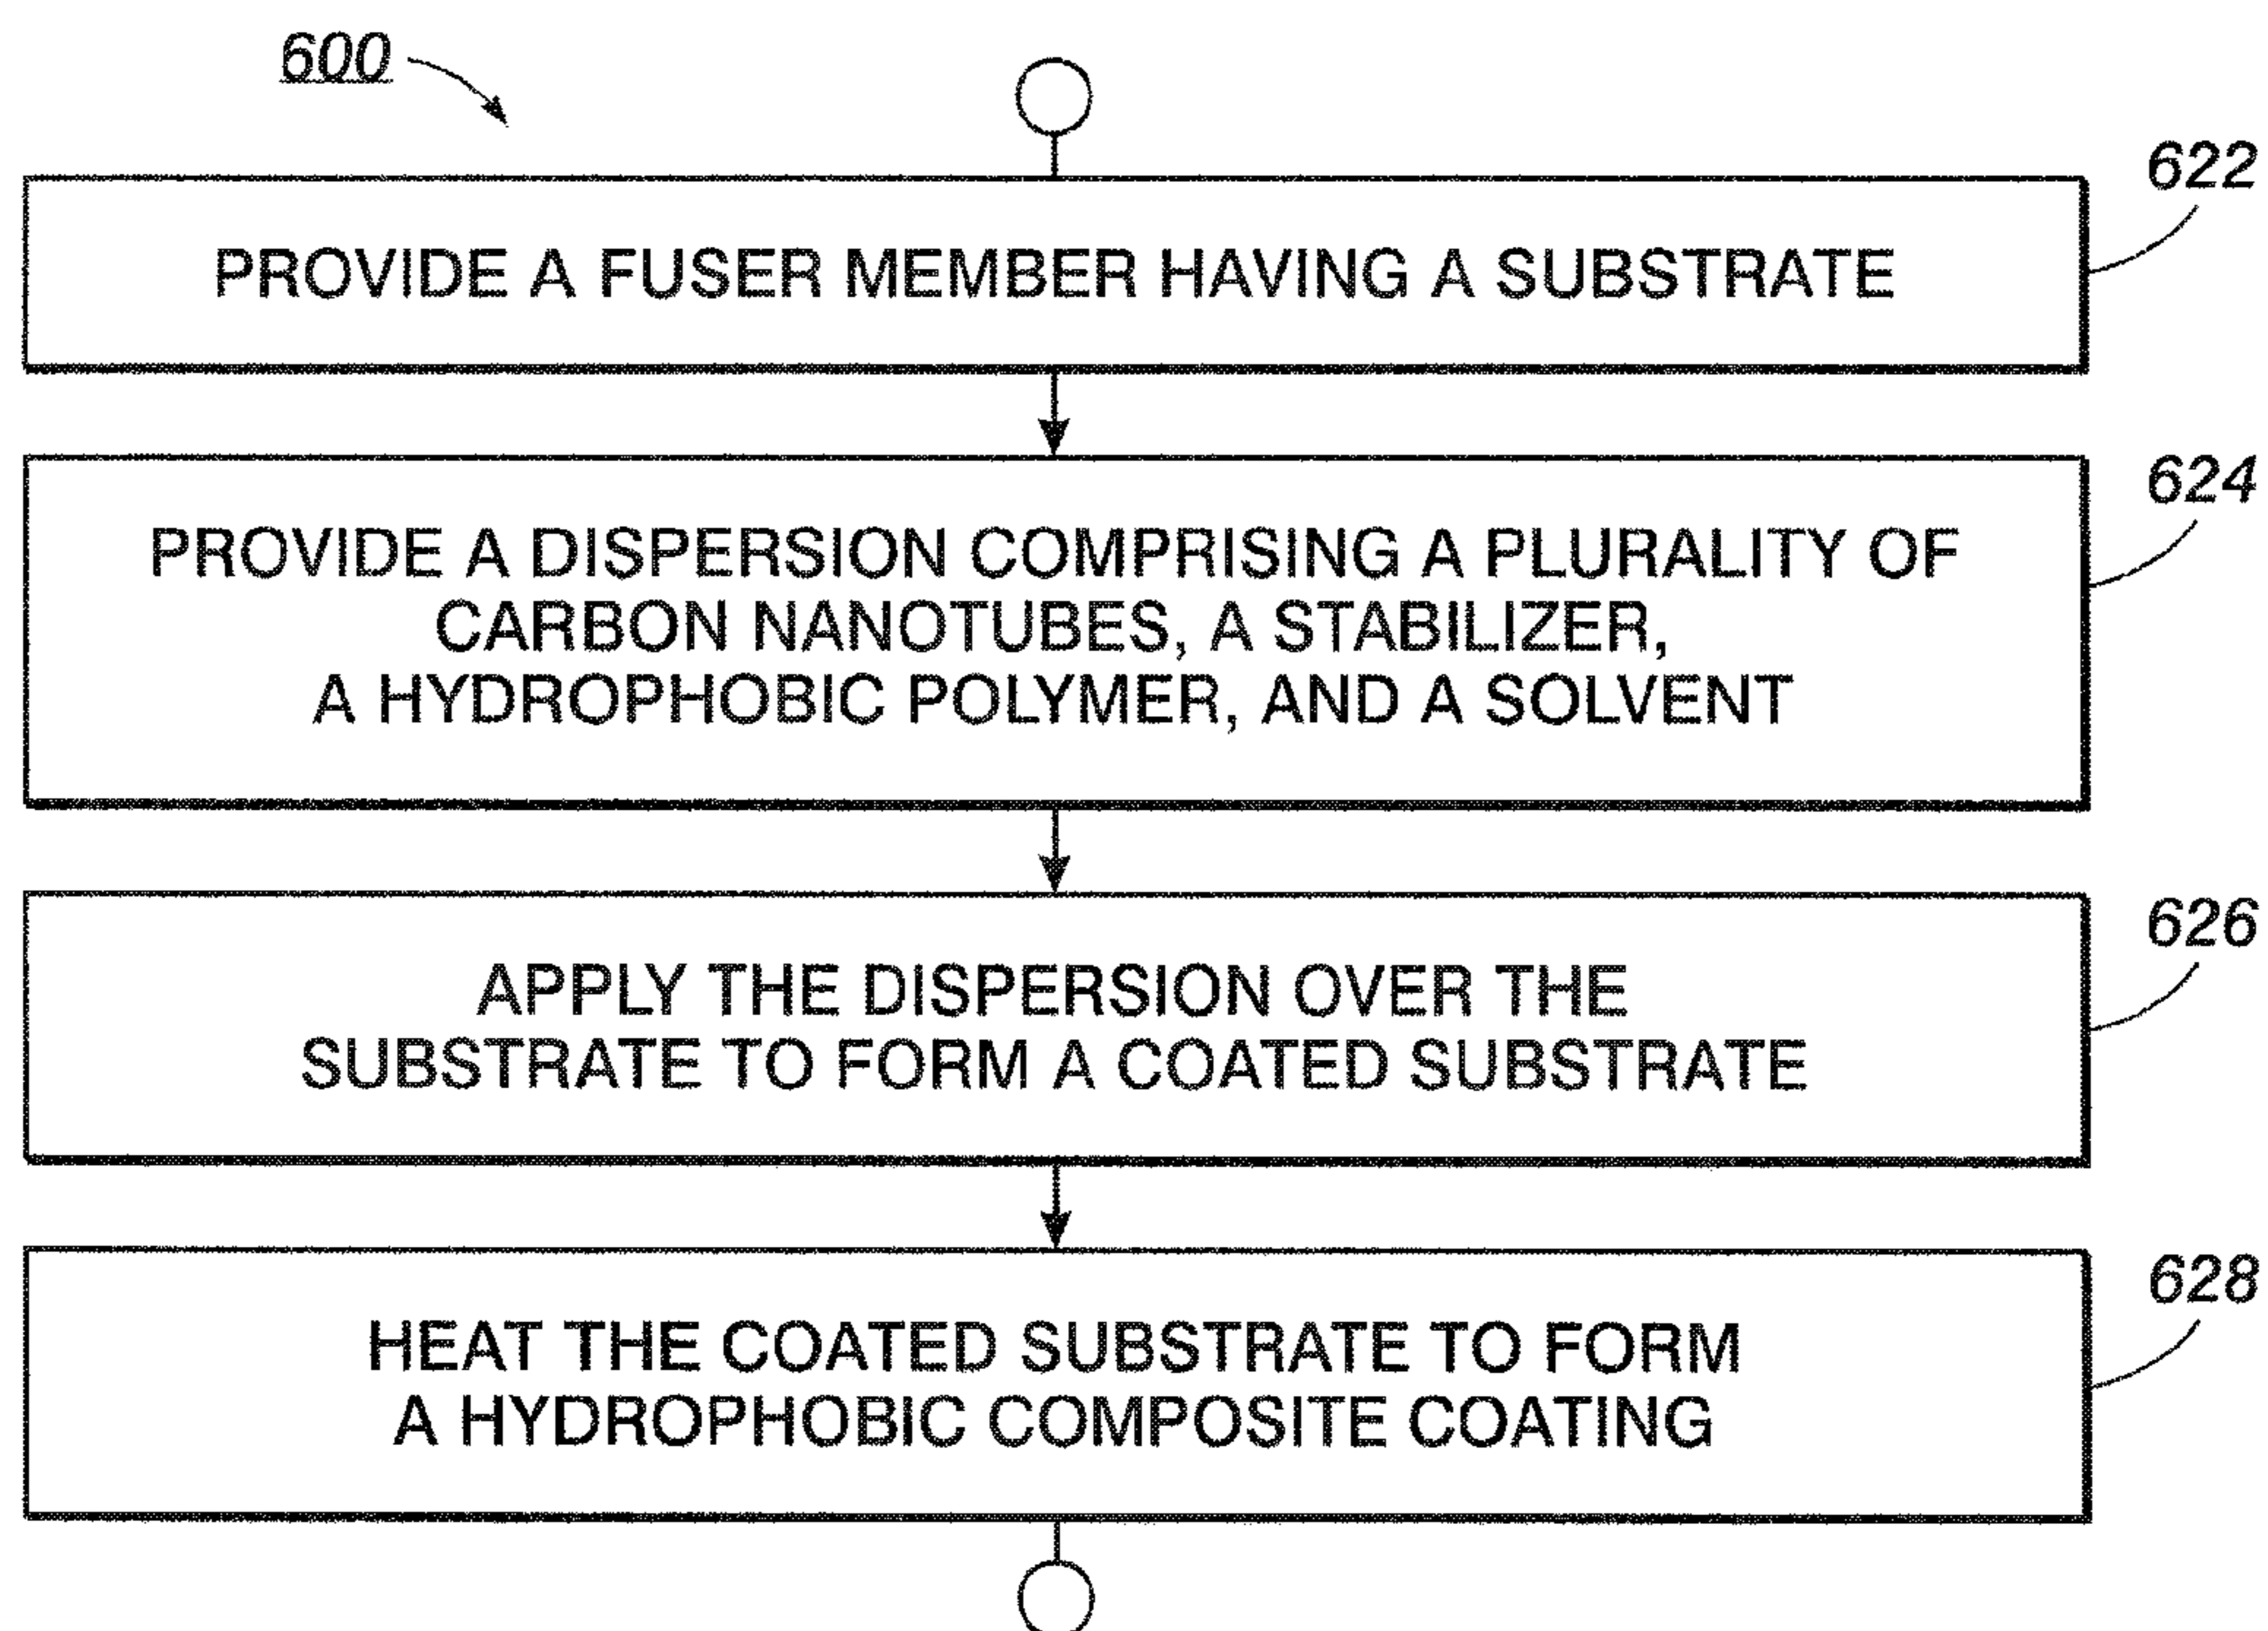 600
622
PROVIDE A FUSER MEMBER HAVING A SUBSTRATE
624
PROVIDE A DISPERSION COMPRISING A PLURALITY OF
CARBON NANOTUBES, A STABILIZER,
A HYDROPHOBIC POLYMER, AND A SOLVENT
626
APPLY THE DISPERSION OVER THE
SUBSTRATE TO FORM A COATED SUBSTRATE
628
HEAT THE COATED SUBSTRATE TO FORM
A HYDROPHOBIC COMPOSITE COATING